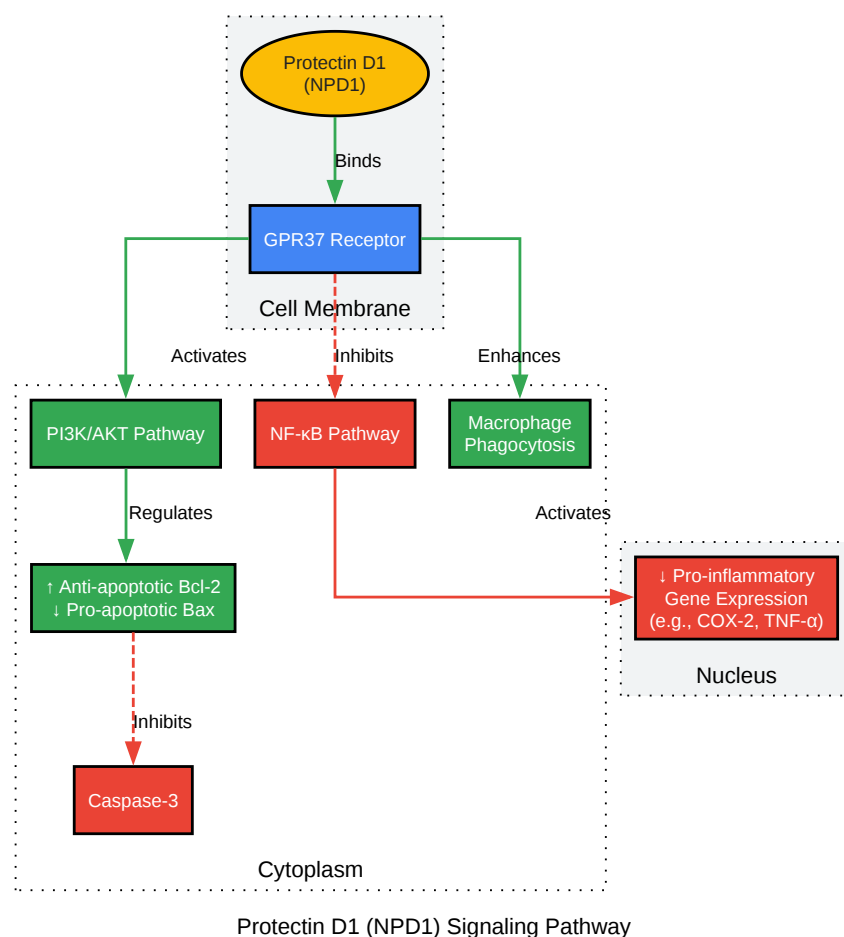 Protectin D1
(NPD1)
Binds
GPR37 Receptor
Cell Membrane
Activates
Inhibits
Enhances
PI3K/AKT Pathway
NF-κB Pathway
Macrophage
Phagocytosis
Regulates
Activates
↑ Anti-apoptotic Bcl-2
↓ Pro-apoptotic Bax
↓ Pro-inflammatory
Gene Expression
(e.g., COX-2, TNF-α)
Nucleus
Inhibits
Caspase-3
Cytoplasm
Protectin D1 (NPD1) Signaling Pathway